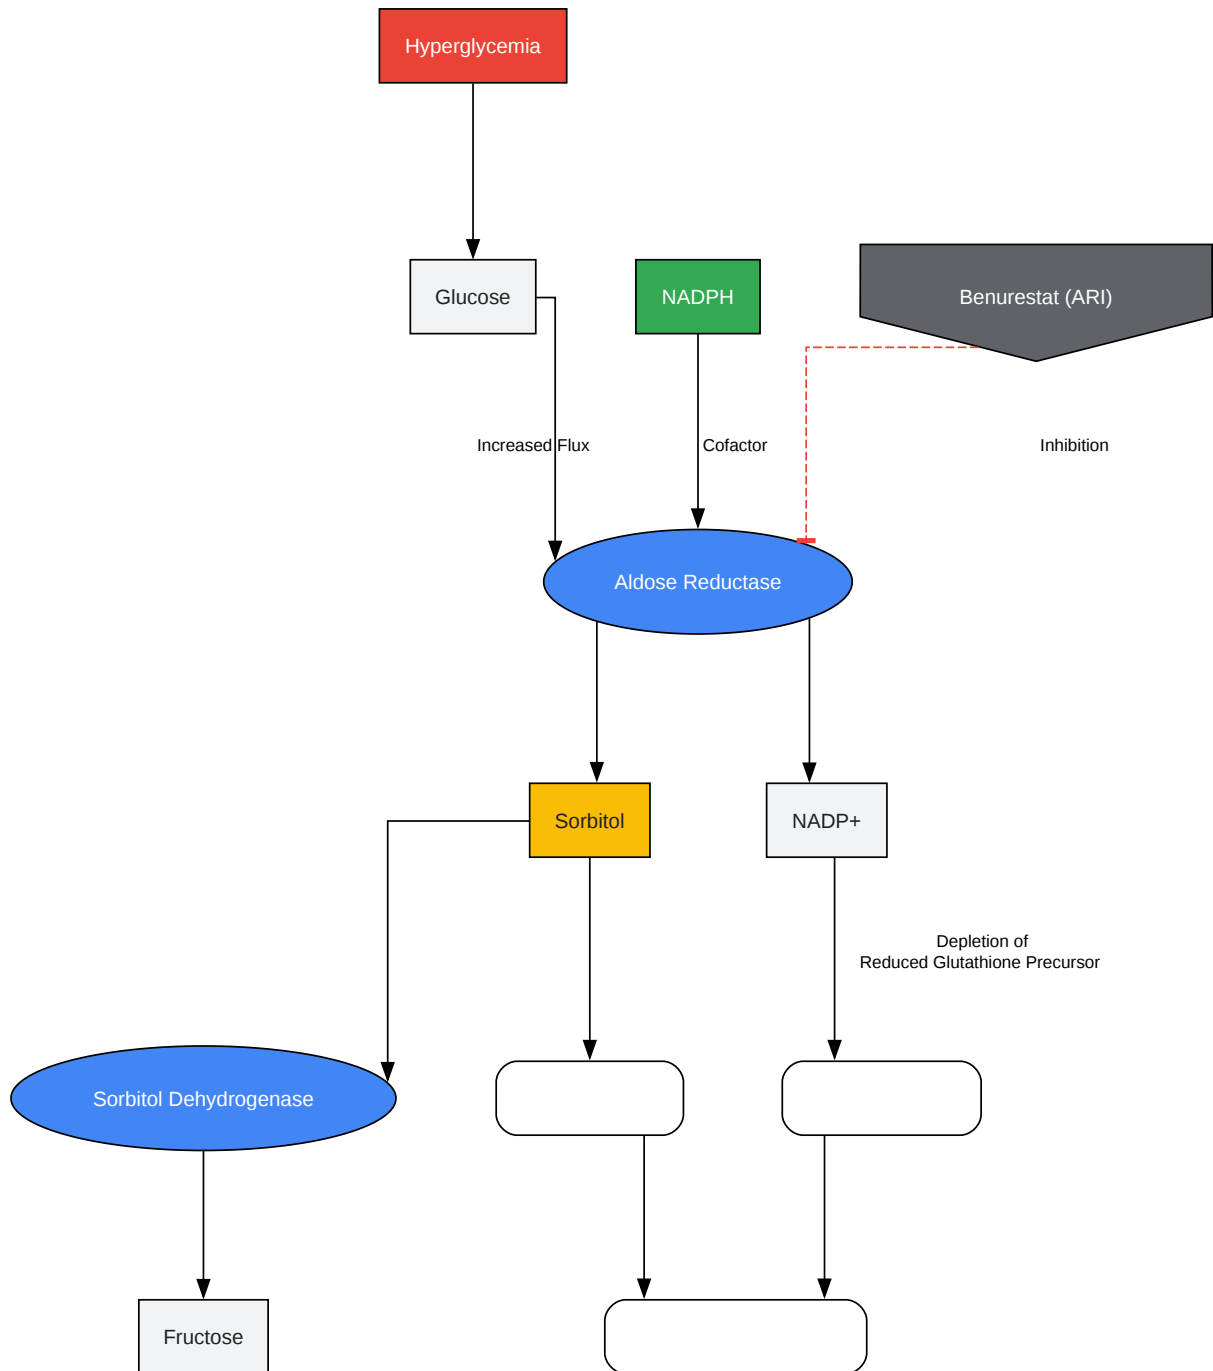 Hyperglycemia
Glucose
NADPH
Benurestat (ARI)
Increased Flux
Cofactor
Inhibition
Aldose Reductase
Sorbitol
NADP+
Depletion of
Reduced Glutathione Precursor
Sorbitol Dehydrogenase
Fructose